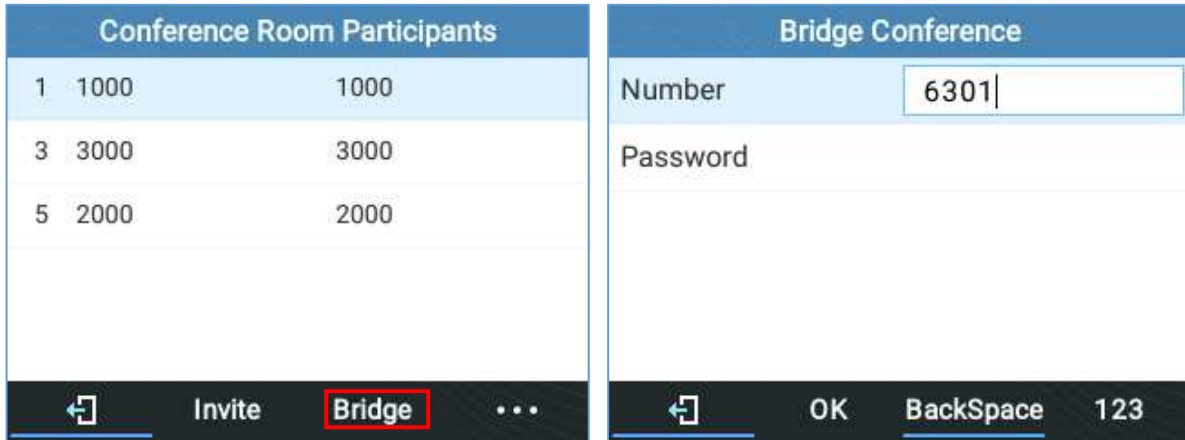 Conference Room Participants
1 1000 1000
3 3000 3000
5 2000 2000
Invite Bridge ...
Bridge Conference
Number 6301
Password
OK BackSpace 123